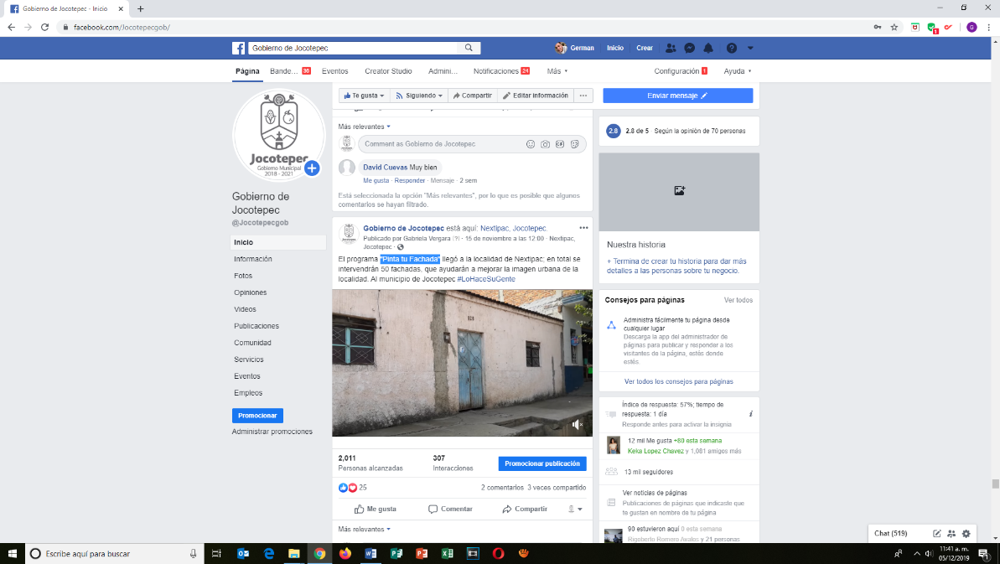 Gobierno de Jocotepec - Inicio
facebook.com/Jocotepecgob/
G
Gobierno de Jocotepec
German
Inicio
Crear
Página
Bande... 36
Eventos
Creator Studio
Admini...
Notificaciones 24
Más
Configuración 1
Ayuda
Jocotepec
Gobierno Municipal
2018 - 2021
Gobierno de
Jocotepec
@Jocotepecgob
Inicio
Información
Fotos
Opiniones
Videos
Publicaciones
Comunidad
Servicios
Eventos
Empleos
Promocionar
Administrar promociones
Te gusta
Siguiendo
Compartir
Editar información
...
Más relevantes
Comment as Gobierno de Jocotepec
David Cuevas Muy bien
Me gusta · Responder · Mensaje · 2 sem
Está seleccionada la opción "Más relevantes", por lo que es posible que algunos
comentarios se hayan filtrado.
Gobierno de Jocotepec está aquí: Nextipac, Jocotepec.
Publicado por Gabriela Vergara [?] · 15 de noviembre a las 12:00 · Nextipac,
Jocotepec ·
El programa "Pinta tu Fachada" llegó a la localidad de Nextipac; en total se
intervendrán 50 fachadas, que ayudarán a mejorar la imagen urbana de la
localidad. Al municipio de Jocotepec #LoHaceSuGente
2,011
Personas alcanzadas
307
Interacciones
Promocionar publicación
25
2 comentarios 3 veces compartido
Me gusta
Comentar
Compartir
Más relevantes
Enviar mensaje
2.8
2.8 de 5 Según la opinión de 70 personas
Nuestra historia
+ Termina de crear tu historia para dar más
detalles a las personas sobre tu negocio.
Consejos para páginas
Ver todos
Administra fácilmente tu página desde
cualquier lugar
Descarga la app del administrador de
páginas para publicar y responder a los
visitantes de la página, estés donde
estés.
Ver todos los consejos para páginas
Índice de respuesta: 57%; tiempo de
respuesta: 1 día
Responde antes para activar la insignia
12 mil Me gusta +80 esta semana
Keka Lopez Chavez y 1,081 amigos más
13 mil seguidores
Ver noticias de páginas
Publicaciones de páginas que indicaste que
te gustan en nombre de tu página
90 estuvieron aquí 0 esta semana
Rigoberto Romero Avalos y 21 personas
Chat (519)
Escribe aquí para buscar
11:41 a. m.
05/12/2019